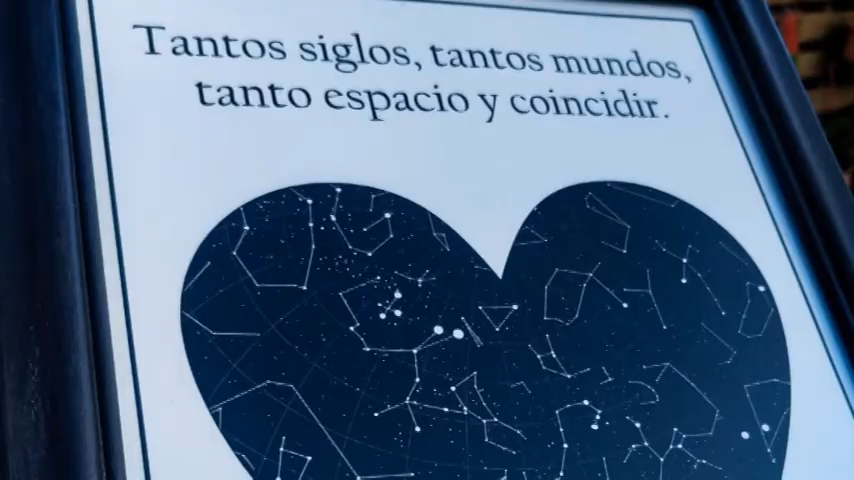 Tantos siglos, tantos mundos,
tanto espacio y coincidir.